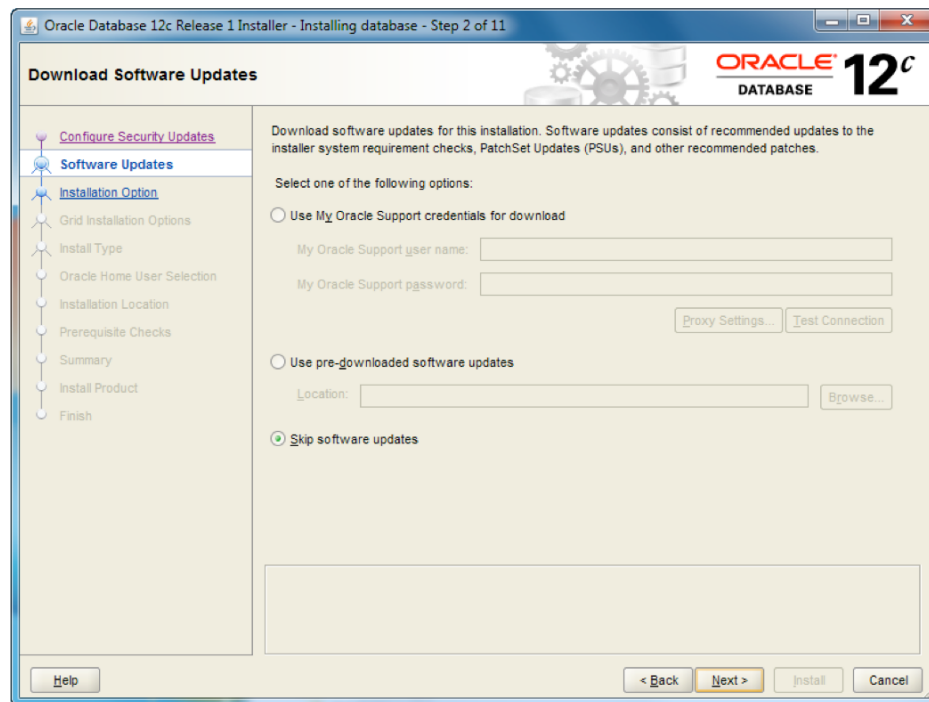 Oracle Database 12c Release 1 Installer - Installing database - Step 2 of 11
Download Software Updates
ORACLE
DATABASE
12c
Configure Security Updates
Software Updates
Installation Option
Grid Installation Options
Install Type
Oracle Home User Selection
Installation Location
Prerequisite Checks
Summary
Install Product
Finish
Download software updates for this installation. Software updates consist of recommended updates to the
installer system requirement checks, PatchSet Updates (PSUs), and other recommended patches.
Select one of the following options:
Use My Oracle Support credentials for download
My Oracle Support user name:
My Oracle Support password:
Proxy Settings... Test Connection
Use pre-downloaded software updates
Location: Browse...
Skip software updates
Help < Back Next > Install Cancel